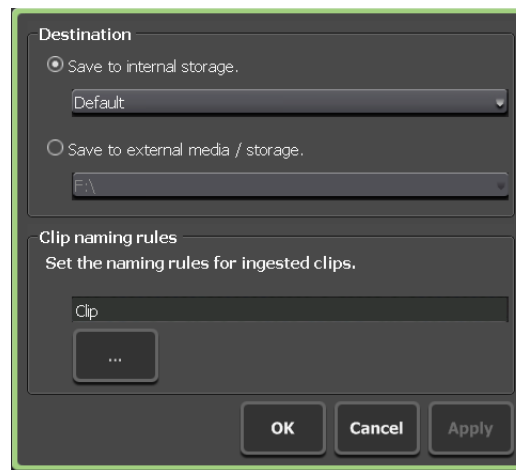 Destination
Save to internal storage.
Default
Save to external media / storage.
F:\
Clip naming rules
Set the naming rules for ingested clips.
Clip
...
OK Cancel Apply